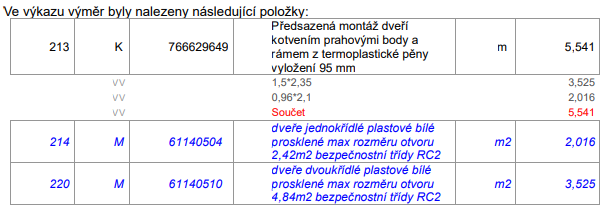 Ve výkazu výměr byly nalezeny následující položky:
213 K 766629649 Předsazená montáž dveří kotvením prahovými body a rámem z termoplastické pěny vyložení 95 mm m 5,541
VV 1,5*2,35 3,525
VV 0,96*2,1 2,016
Součet 5,541
214 M 61140504 dveře jednokřídlé plastové bílé prosklené max rozměru otvoru 2,42m2 bezpečnostní třídy RC2 m2 2,016
220 M 61140510 dveře dvoukřídlé plastové bílé prosklené max rozměru otvoru 4,84m2 bezpečnostní třídy RC2 m2 3,525